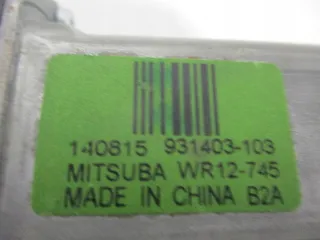 140815 931403-103
MITSUBA WR12-745
MADE IN CHINA B2A